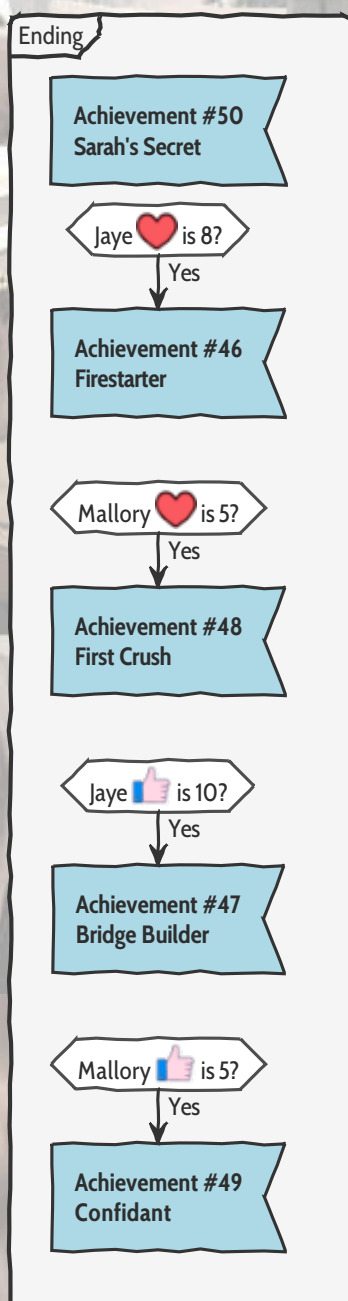 Ending
Achievement #50
Sarah's Secret
Jaye ❤️ is 8?
Yes
Achievement #46
Firestarter
Mallory ❤️ is 5?
Yes
Achievement #48
First Crush
Jaye 👍 is 10?
Yes
Achievement #47
Bridge Builder
Mallory 👍 is 5?
Yes
Achievement #49
Confidant